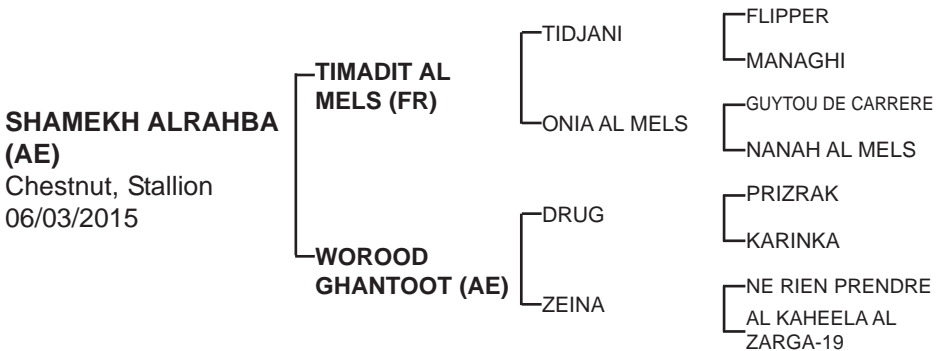 SHAMEKH ALRAHBA
(AE)
Chestnut, Stallion
06/03/2015
TIMADIT AL
MELS (FR)
WOROOD
GHANTOOT (AE)
TIDJANI
ONIA AL MELS
DRUG
ZEINA
FLIPPER
MANAGHI
GUYTOU DE CARRERE
NANAH AL MELS
PRIZRAK
KARINKA
NE RIEN PRENDRE
AL KAHEELA AL
ZARGA-19